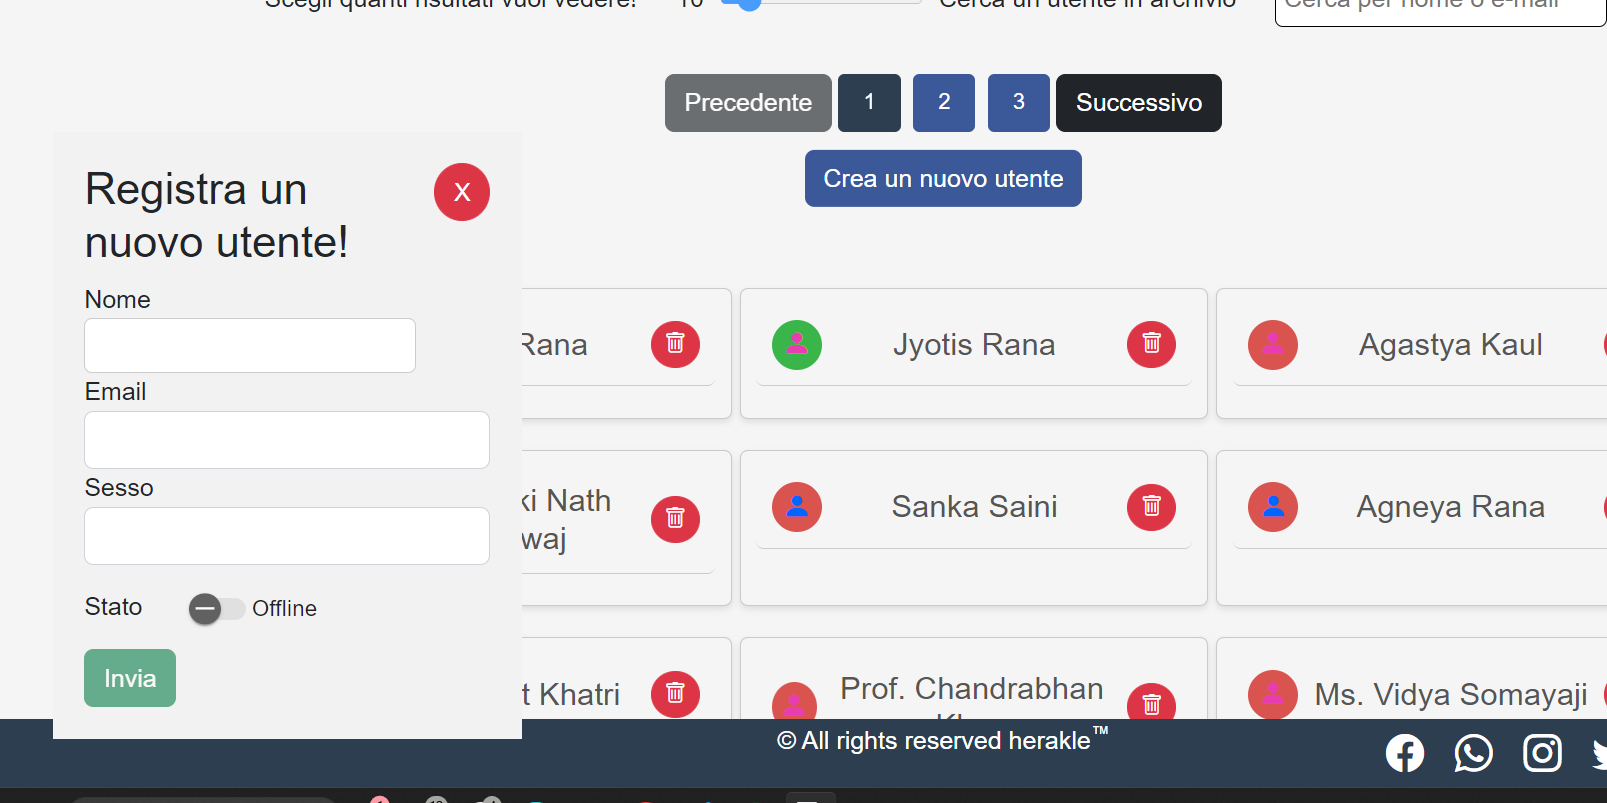 Scegli quanti risultati vuoi vedere! 10 Cerca un utente in archivio Cerca per nome o e-mail
Precedente 1 2 3 Successivo
Crea un nuovo utente
Registra un
nuovo utente!
X
Nome
Email
Sesso
Stato Offline
Invia
Rana
Jyotis Rana
Agastya Kaul
ki Nath
waj
Sanka Saini
Agneya Rana
t Khatri
Prof. Chandrabhan
Ms. Vidya Somayaji
© All rights reserved herakle™